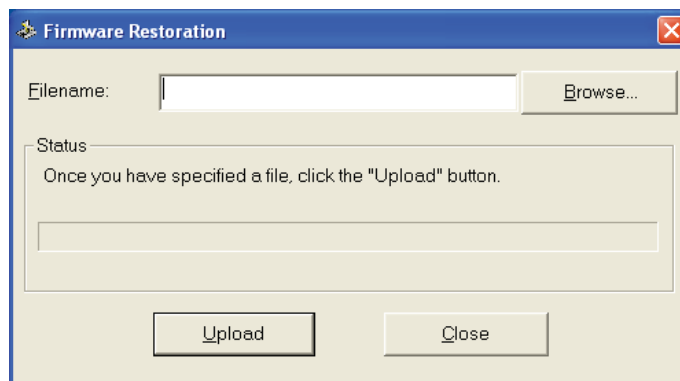 Firmware Restoration
Filename:
Browse...
Status
Once you have specified a file, click the "Upload" button.
Upload
Close